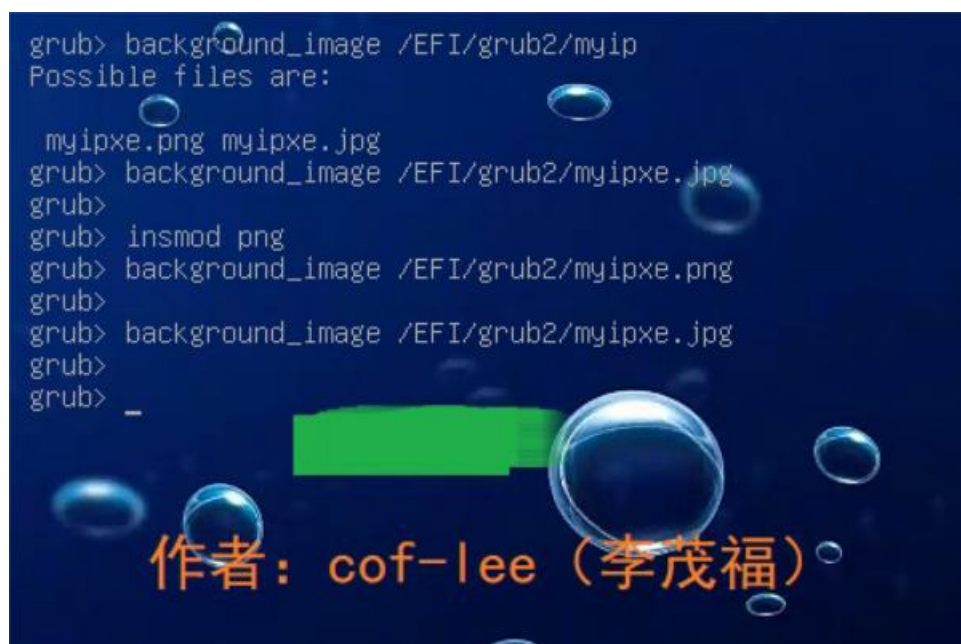 grub> background_image /EFI/grub2/myip
Possible files are:
myipxe.png myipxe.jpg
grub> background_image /EFI/grub2/myipxe.jpg
grub>
grub> insmod png
grub> background_image /EFI/grub2/myipxe.png
grub>
grub> background_image /EFI/grub2/myipxe.jpg
grub>
grub> _
作者：cof-lee（李茂福）